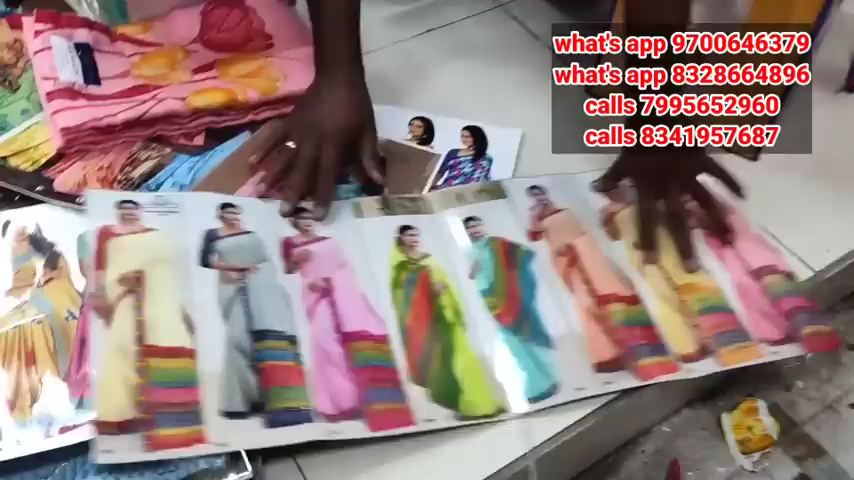 what's app 9700646379
what's app 8328664896
calls 7995652960
calls 8341957687